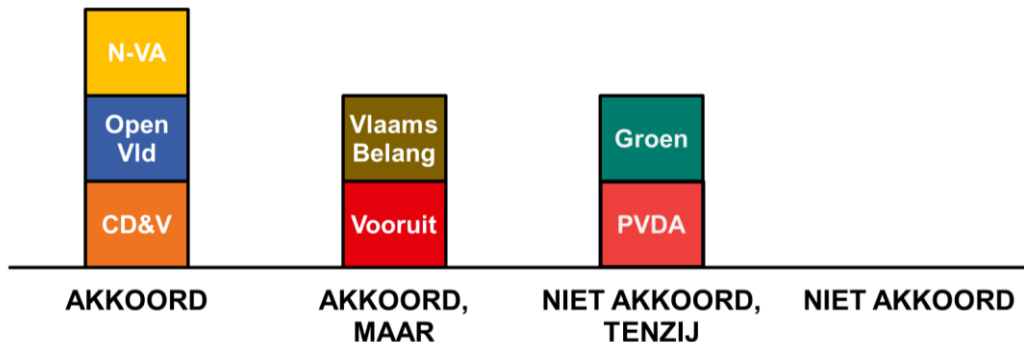 N-VA
Open
Vld
CD&V
Vlaams
Belang
Vooruit
Groen
PVDA
AKKOORD
AKKOORD,
MAAR
NIET AKKOORD,
TENZIJ
NIET AKKOORD